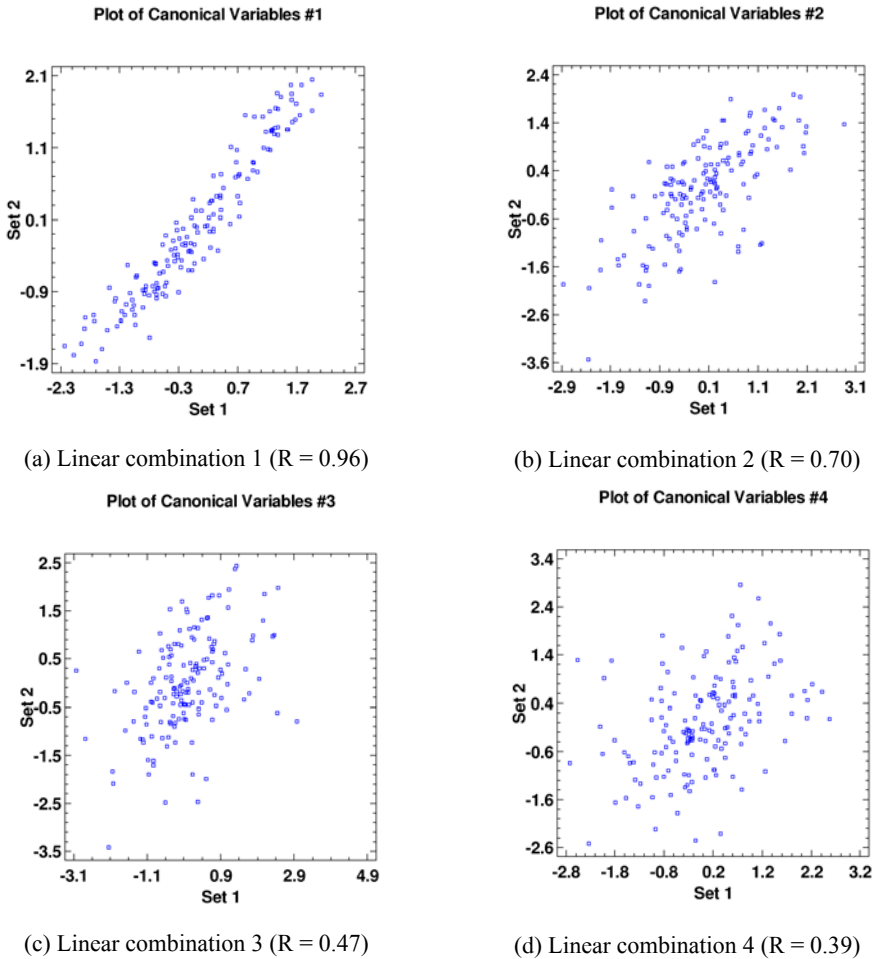 Plot of Canonical Variables #1
2.1
1.1
0.1
-0.9
-1.9
Set 2
-2.3 -1.3 -0.3 0.7 1.7 2.7
Set 1
(a) Linear combination 1 (R = 0.96)
Plot of Canonical Variables #2
2.4
1.4
0.4
-0.6
-1.6
-2.6
-3.6
Set 2
-2.9 -1.9 -0.9 0.1 1.1 2.1 3.1
Set 1
(b) Linear combination 2 (R = 0.70)
Plot of Canonical Variables #3
2.5
1.5
0.5
-0.5
-1.5
-2.5
-3.5
Set 2
-3.1 -1.1 0.9 2.9 4.9
Set 1
(c) Linear combination 3 (R = 0.47)
Plot of Canonical Variables #4
3.4
2.4
1.4
0.4
-0.6
-1.6
-2.6
Set 2
-2.8 -1.8 -0.8 0.2 1.2 2.2 3.2
Set 1
(d) Linear combination 4 (R = 0.39)